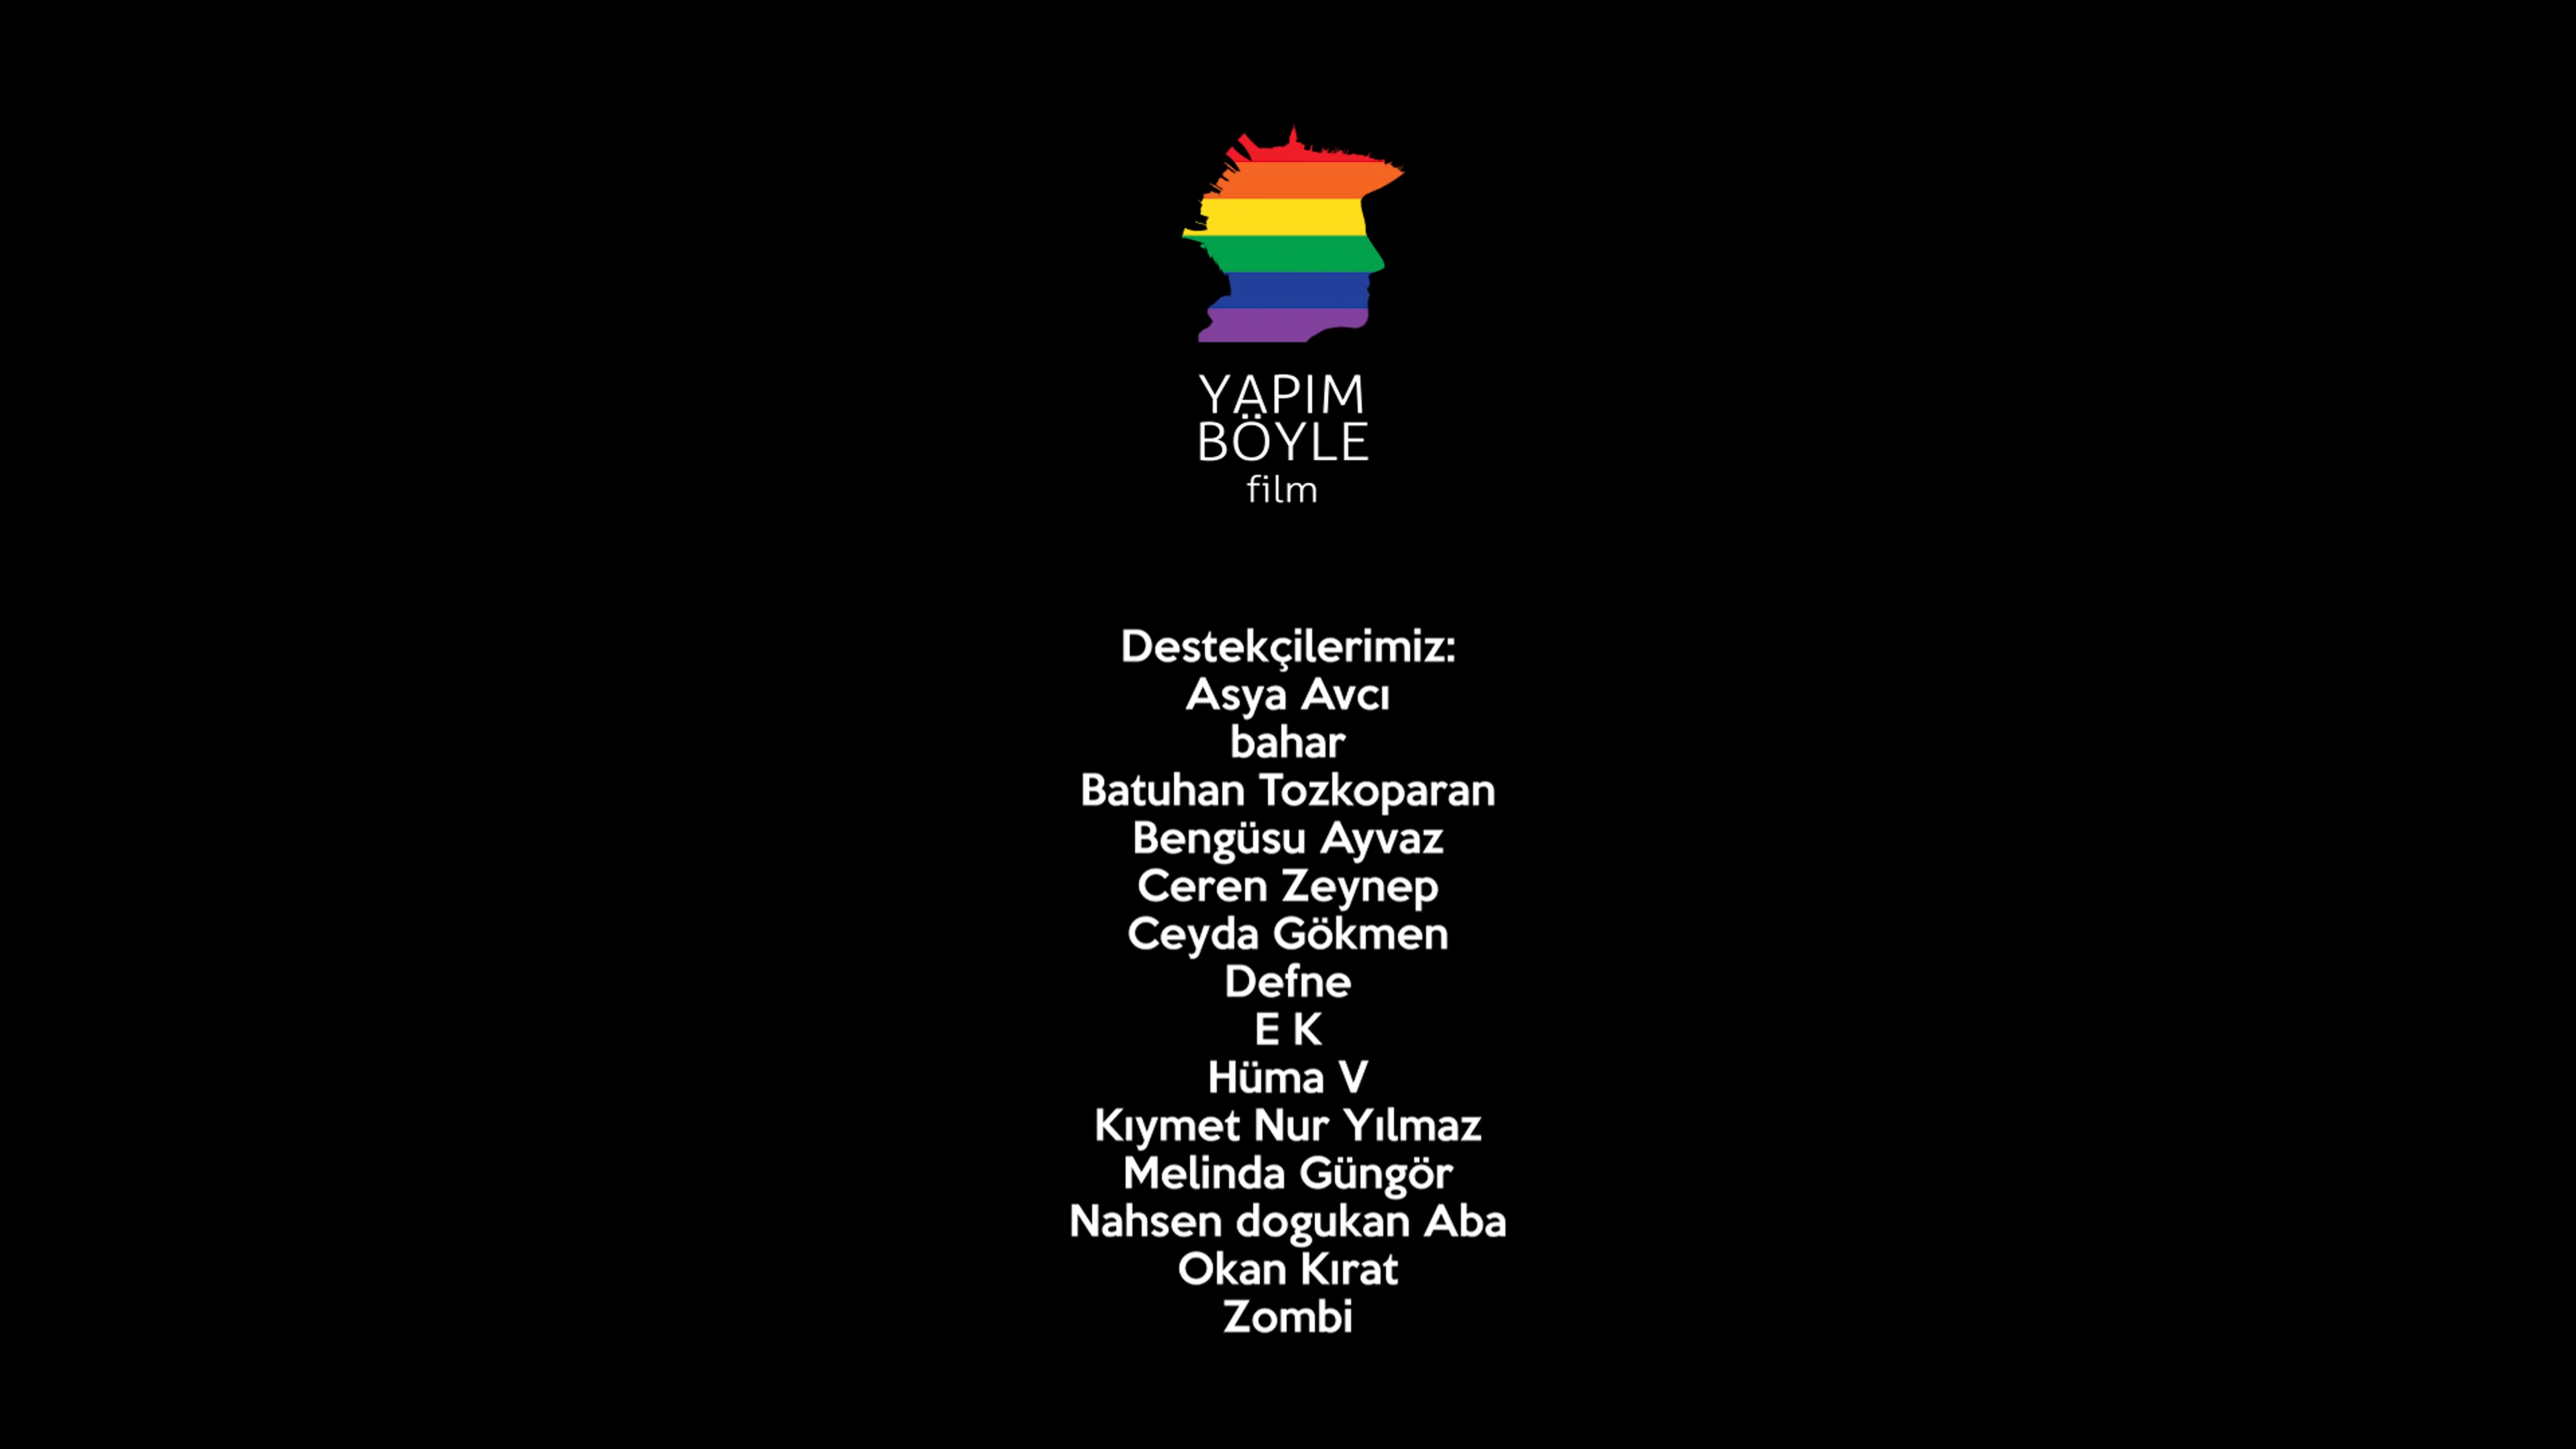 YAPIM
BÖYLE
film
Destekçilerimiz:
Asya Avcı
bahar
Batuhan Tozkoparan
Bengüsu Ayvaz
Ceren Zeynep
Ceyda Gökmen
Defne
E K
Hüma V
Kıymet Nur Yılmaz
Melinda Güngör
Nahsen dogukan Aba
Okan Kırat
Zombi